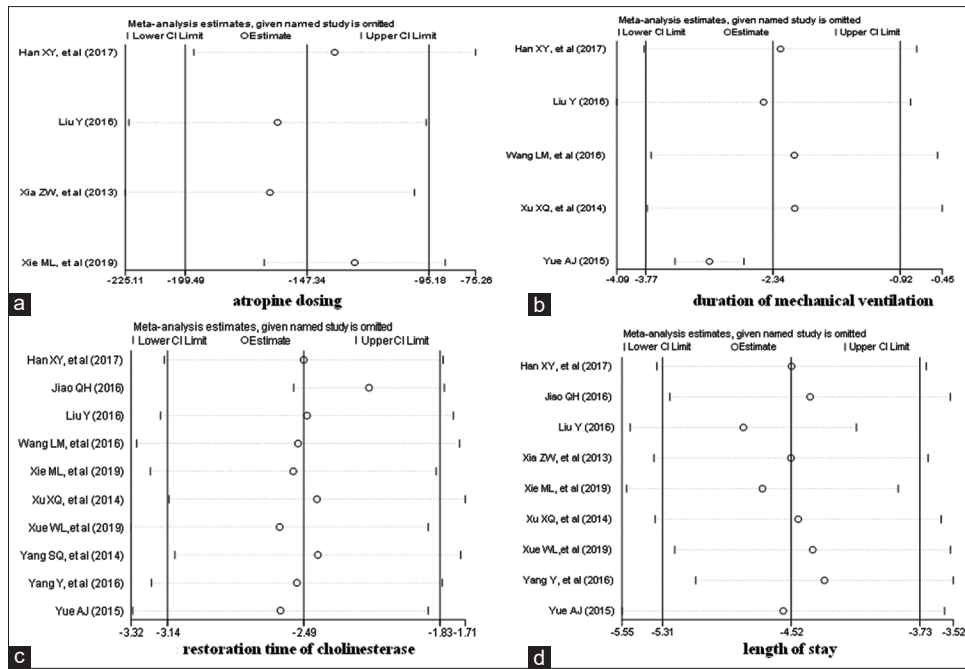 Meta-analysis estimates, given named study is omitted
| Lower CI Limit ○Estimate | Upper CI Limit
Han XY, et al (2017)
Liu Y (2016)
Xia ZW, et al (2013)
Xie ML, et al (2019)
-225.11 -199.49 -147.34 -95.18 -75.26
atropine dosing
a
Meta-analysis estimates, given named study is omitted
| Lower CI Limit ○Estimate | Upper CI Limit
Han XY, et al (2017)
Liu Y (2016)
Wang LM, et al (2016)
Xu XQ, et al (2014)
Yue AJ (2015)
-4.09 -3.77 -2.34 -0.92 -0.45
duration of mechanical ventilation
b
Meta-analysis estimates, given named study is omitted
| Lower CI Limit ○Estimate | Upper CI Limit
Han XY, et al (2017)
Jiao QH (2016)
Liu Y (2016)
Wang LM, et al (2016)
Xie ML, et al (2019)
Xu XQ, et al (2014)
Xue WL,et al (2019)
Yang SQ, et al (2014)
Yang Y, et al (2016)
Yue AJ (2015)
-3.32 -3.14 -2.49 -1.83 -1.71
restoration time of cholinesterase
c
Meta-analysis estimates, given named study is omitted
| Lower CI Limit ○Estimate | Upper CI Limit
Han XY, et al (2017)
Jiao QH (2016)
Liu Y (2016)
Xia ZW, et al (2013)
Xie ML, et al (2019)
Xu XQ, et al (2014)
Xue WL,et al (2019)
Yang Y, et al (2016)
Yue AJ (2015)
-5.55 -5.31 -4.52 -3.73 -3.52
length of stay
d